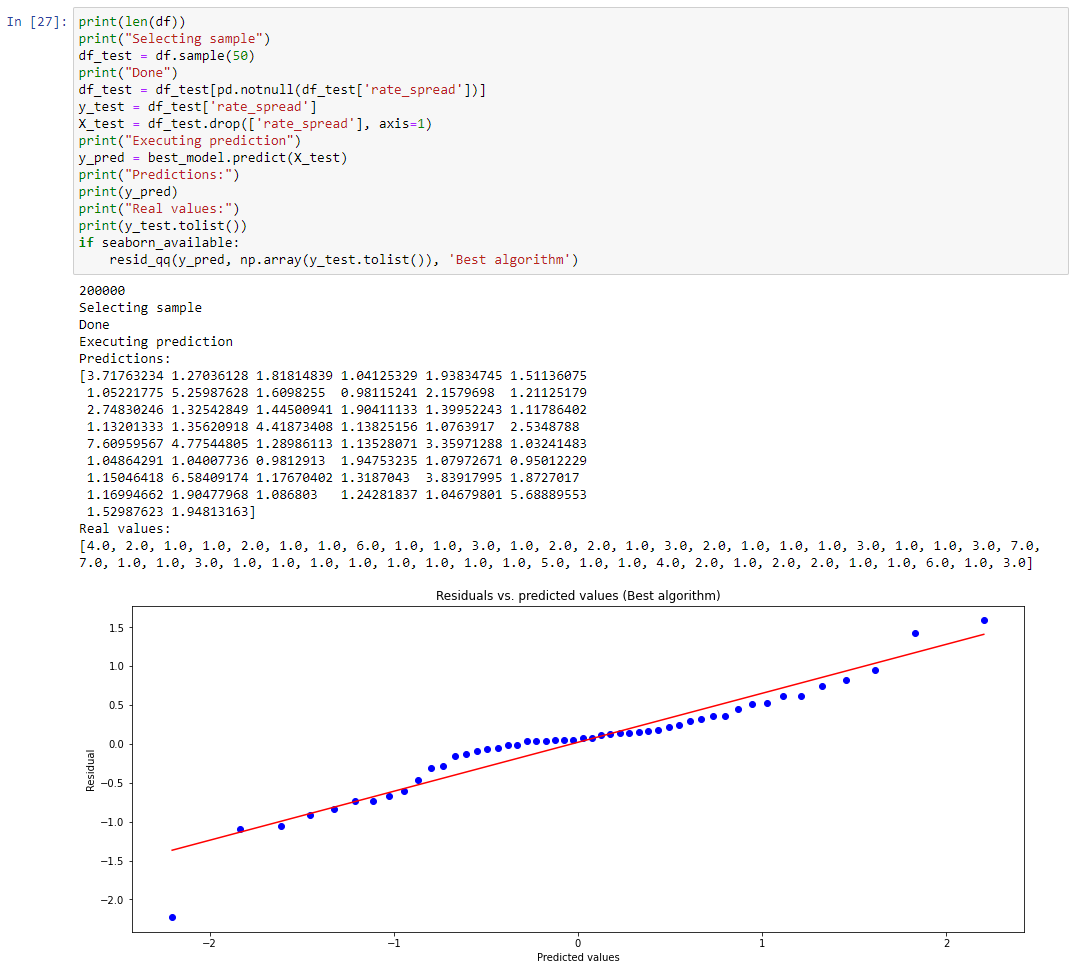 In [27]: print(len(df))
print("Selecting sample")
df_test = df.sample(50)
print("Done")
df_test = df_test[pd.notnull(df_test['rate_spread'])]
y_test = df_test['rate_spread']
X_test = df_test.drop(['rate_spread'], axis=1)
print("Executing prediction")
y_pred = best_model.predict(X_test)
print("Predictions:")
print(y_pred)
print("Real values:")
print(y_test.tolist())
if seaborn_available:
    resid_qq(y_pred, np.array(y_test.tolist()), 'Best algorithm')
200000
Selecting sample
Done
Executing prediction
Predictions:
[3.71763234 1.27036128 1.81814839 1.04125329 1.93834745 1.51136075
 1.05221775 5.25987628 1.6098255  0.98115241 2.1579698  1.21125179
 2.74830246 1.32542849 1.44500941 1.90411133 1.39952243 1.11786402
 1.13201333 1.35620918 4.41873408 1.13825156 1.0763917  2.5348788
 7.60959567 4.77544805 1.28986113 1.13528071 3.35971288 1.03241483
 1.04864291 1.04007736 0.9812913  1.94753235 1.07972671 0.95012229
 1.15046418 6.58409174 1.17670402 1.3187043  3.83917995 1.8727017
 1.16994662 1.90477968 1.086803   1.24281837 1.04679801 5.68889553
 1.52987623 1.94813163]
Real values:
[4.0, 2.0, 1.0, 1.0, 2.0, 1.0, 1.0, 6.0, 1.0, 1.0, 3.0, 1.0, 2.0, 2.0, 1.0, 3.0, 2.0, 1.0, 1.0, 1.0, 3.0, 1.0, 1.0, 3.0, 7.0,
7.0, 1.0, 1.0, 3.0, 1.0, 1.0, 1.0, 1.0, 1.0, 1.0, 1.0, 1.0, 5.0, 1.0, 1.0, 4.0, 2.0, 1.0, 2.0, 2.0, 1.0, 1.0, 6.0, 1.0, 3.0]
Residuals vs. predicted values (Best algorithm)
1.5
1.0
0.5
0.0
−0.5
−1.0
−1.5
−2.0
Residual
−2 −1 0 1 2
Predicted values